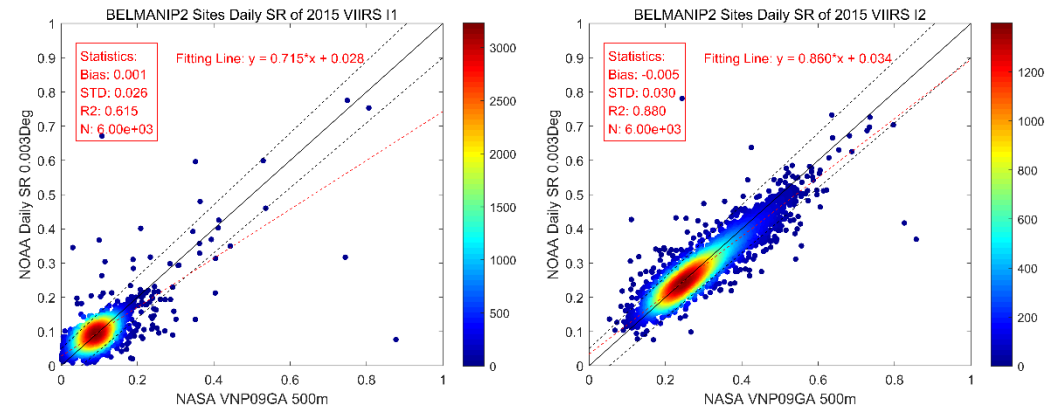 BELMANIP2 Sites Daily SR of 2015 VIIRS I1
Statistics:
Bias: 0.001
STD: 0.026
R2: 0.615
N: 6.00e+03
Fitting Line: y = 0.715*x + 0.028
NOAA Daily SR 0.003Deg
1
0.9
0.8
0.7
0.6
0.5
0.4
0.3
0.2
0.1
0
0
0.2
0.4
0.6
0.8
1
NASA VNP09GA 500m
3000
2500
2000
1500
1000
500
0
BELMANIP2 Sites Daily SR of 2015 VIIRS I2
Statistics:
Bias: -0.005
STD: 0.030
R2: 0.880
N: 6.00e+03
Fitting Line: y = 0.860*x + 0.034
NOAA Daily SR 0.003Deg
1
0.9
0.8
0.7
0.6
0.5
0.4
0.3
0.2
0.1
0
0
0.2
0.4
0.6
0.8
1
NASA VNP09GA 500m
1200
1000
800
600
400
200
0